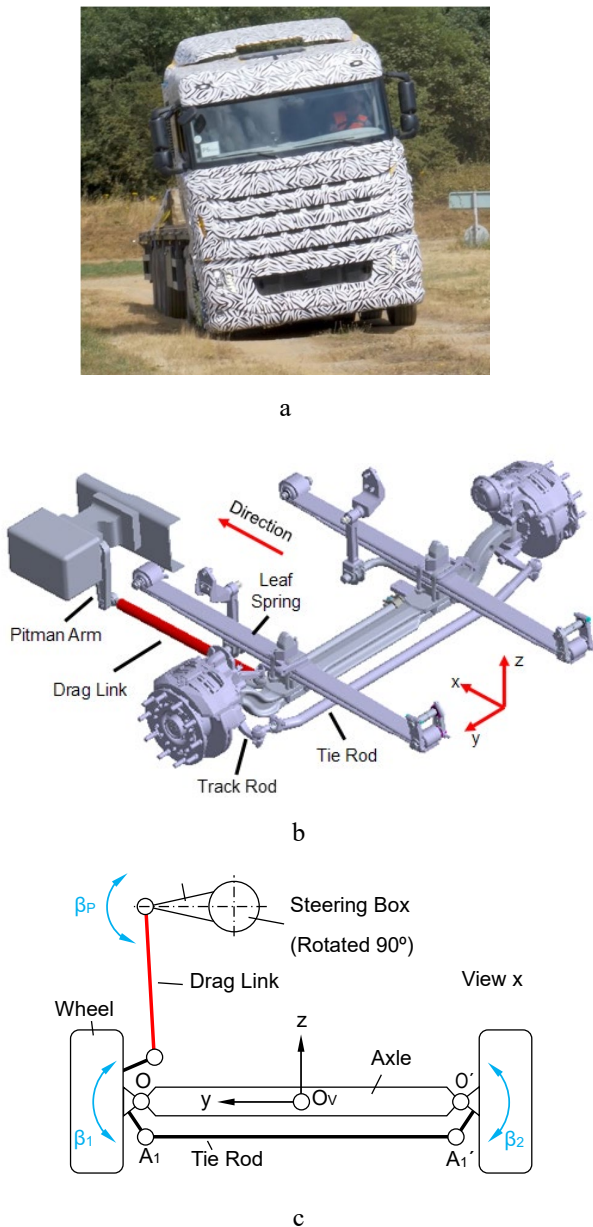 a
Direction
Leaf
Spring
Pitman Arm
Drag Link
z
x
y
Tie Rod
Track Rod
b
βP
Steering Box
(Rotated 90º)
Drag Link
View x
Wheel
z
Axle
O
O´
y
OV
β1
β2
A1
Tie Rod
A1´
c